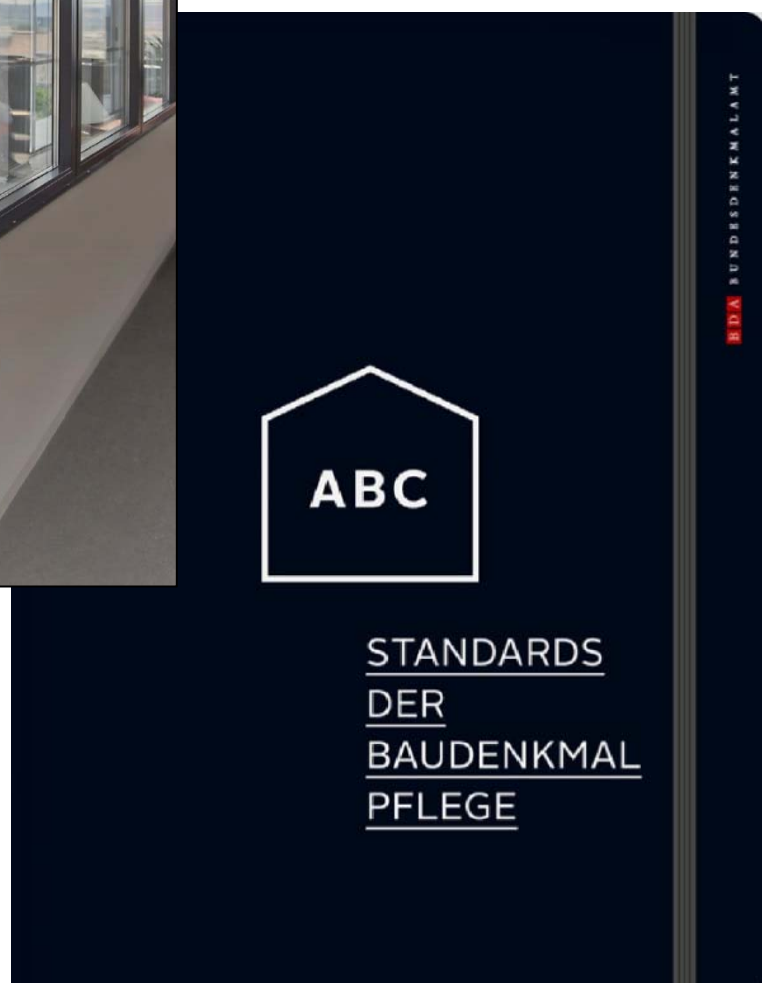 ABC
STANDARDS
DER
BAUDENKMAL
PFLEGE
BDA BUNDESDENKMALAMT